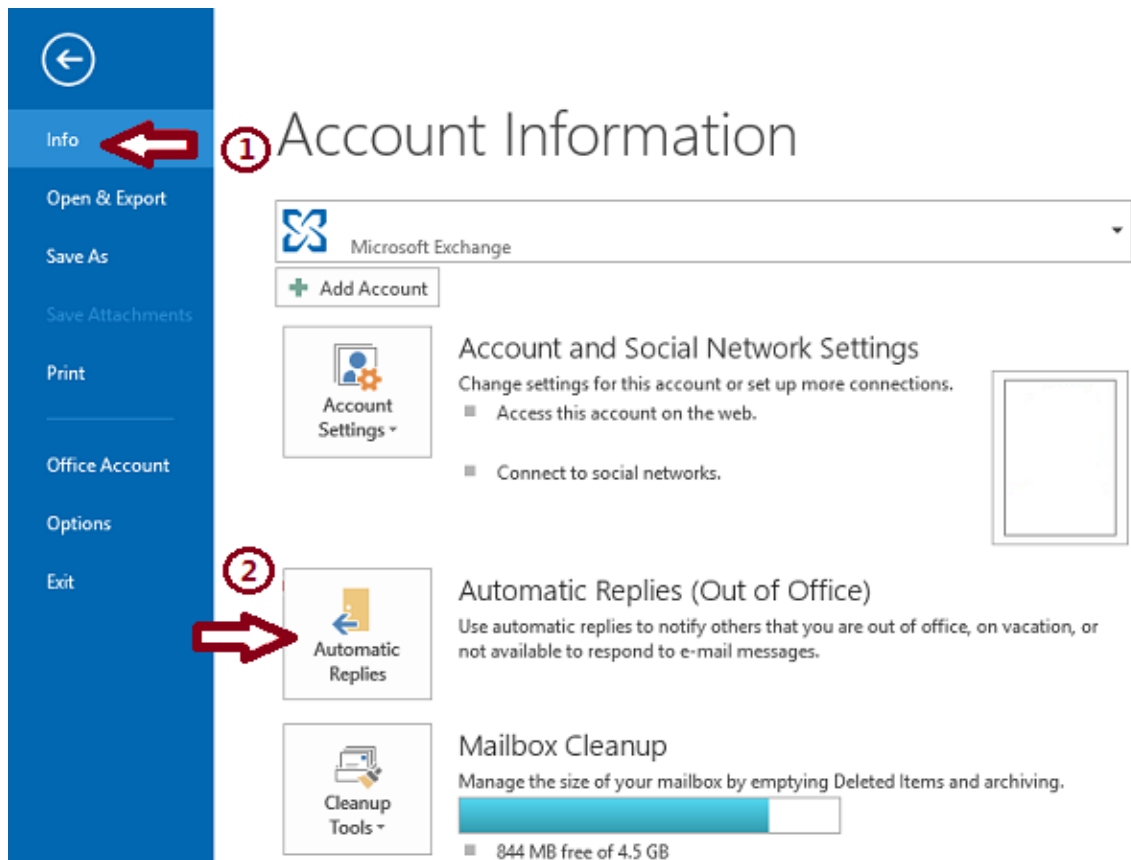 Info
Open & Export
Save As
Save Attachments
Print
Office Account
Options
Exit
1
Account Information
Microsoft Exchange
Add Account
Account
Settings
Account and Social Network Settings
Change settings for this account or set up more connections.
Access this account on the web.
Connect to social networks.
2
Automatic
Replies
Automatic Replies (Out of Office)
Use automatic replies to notify others that you are out of office, on vacation, or
not available to respond to e-mail messages.
Cleanup
Tools
Mailbox Cleanup
Manage the size of your mailbox by emptying Deleted Items and archiving.
844 MB free of 4.5 GB